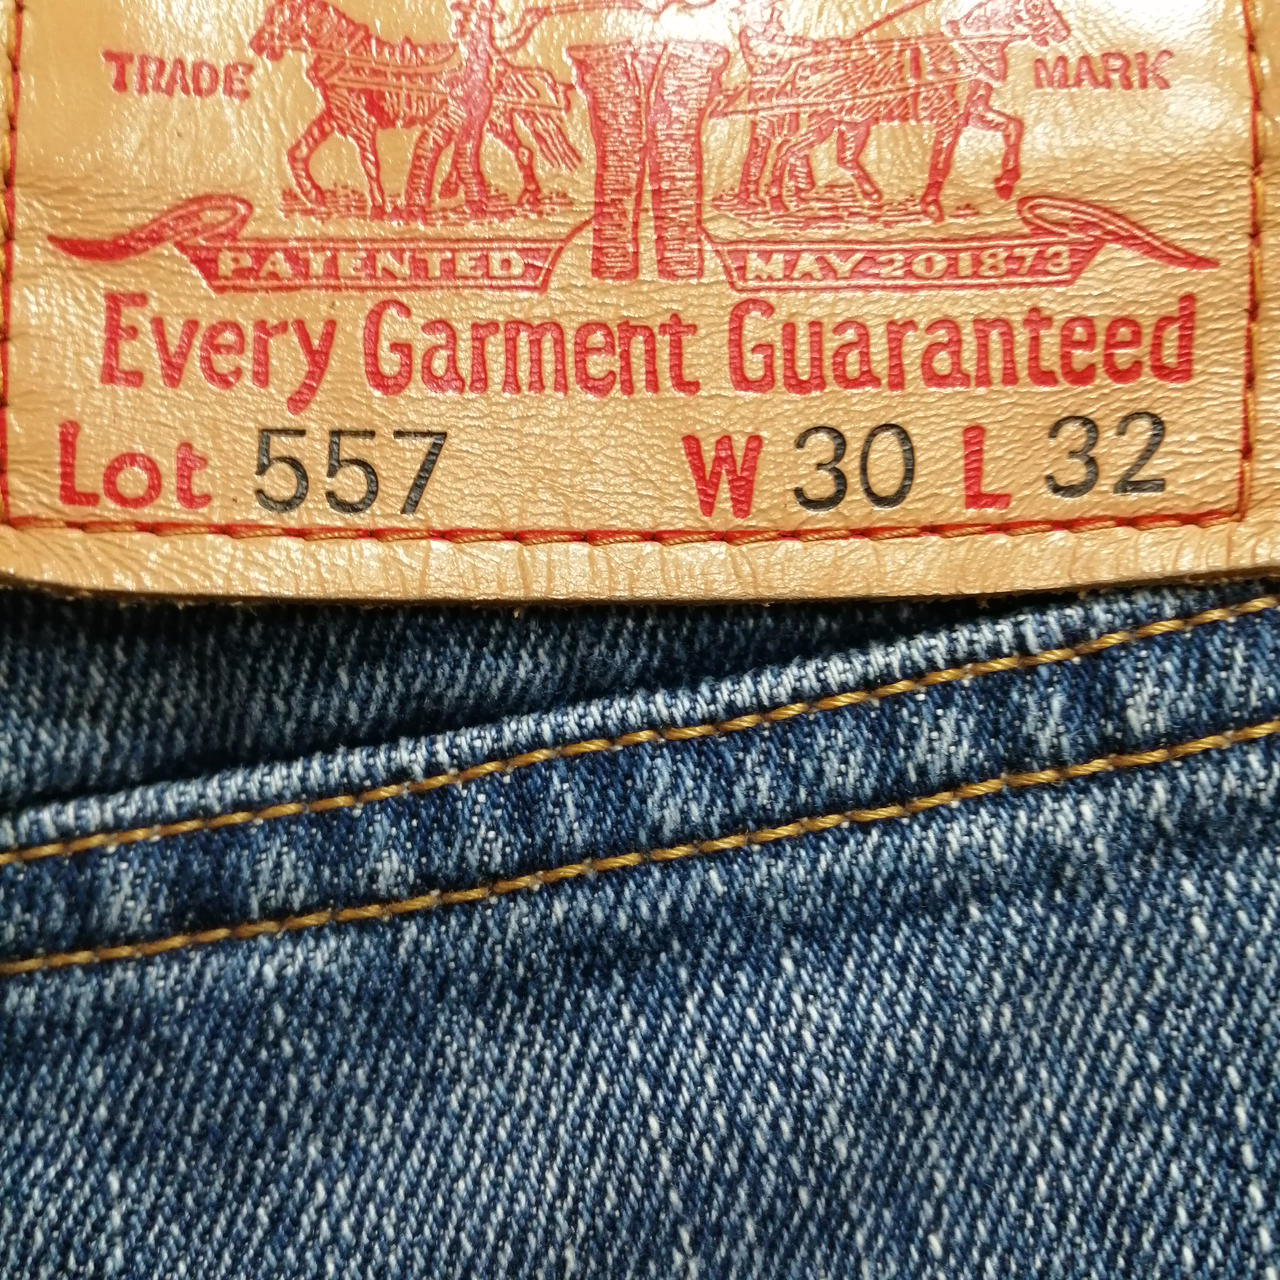 TRADE MARK
PATENTED MAY 20 1873
Every Garment Guaranteed
Lot 557 W 30 L 32